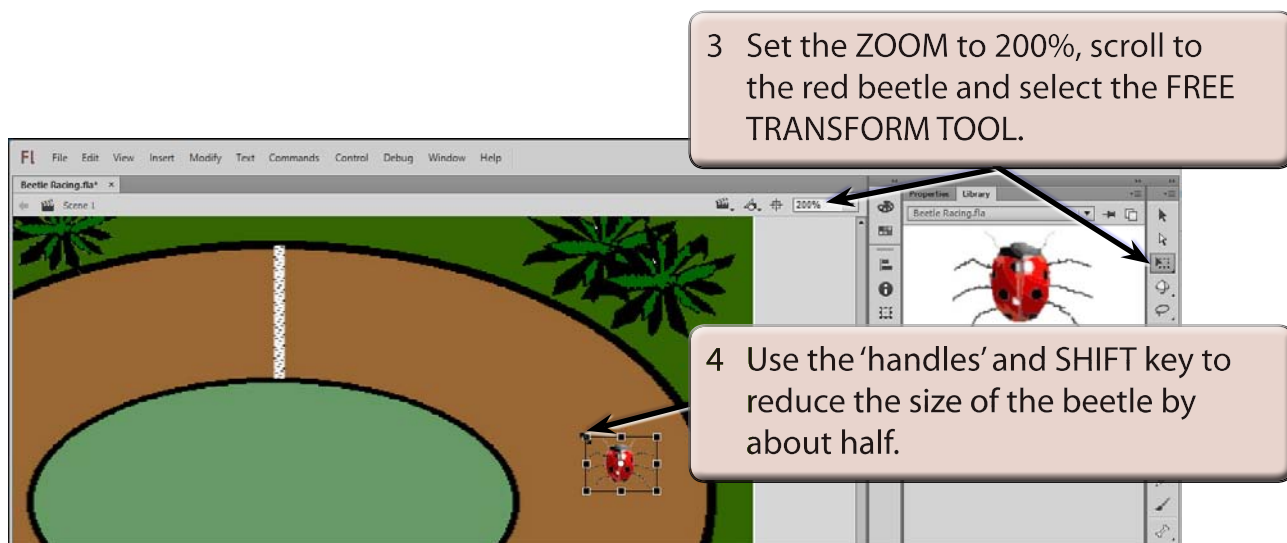 3 Set the ZOOM to 200%, scroll to
the red beetle and select the FREE
TRANSFORM TOOL.
Fl File Edit View Insert Modify Text Commands Control Debug Window Help
Beetle Racing.fla* ×
Scene 1
200%
Properties Library
Beetle Racing.fla
4 Use the ‘handles’ and SHIFT key to
reduce the size of the beetle by
about half.